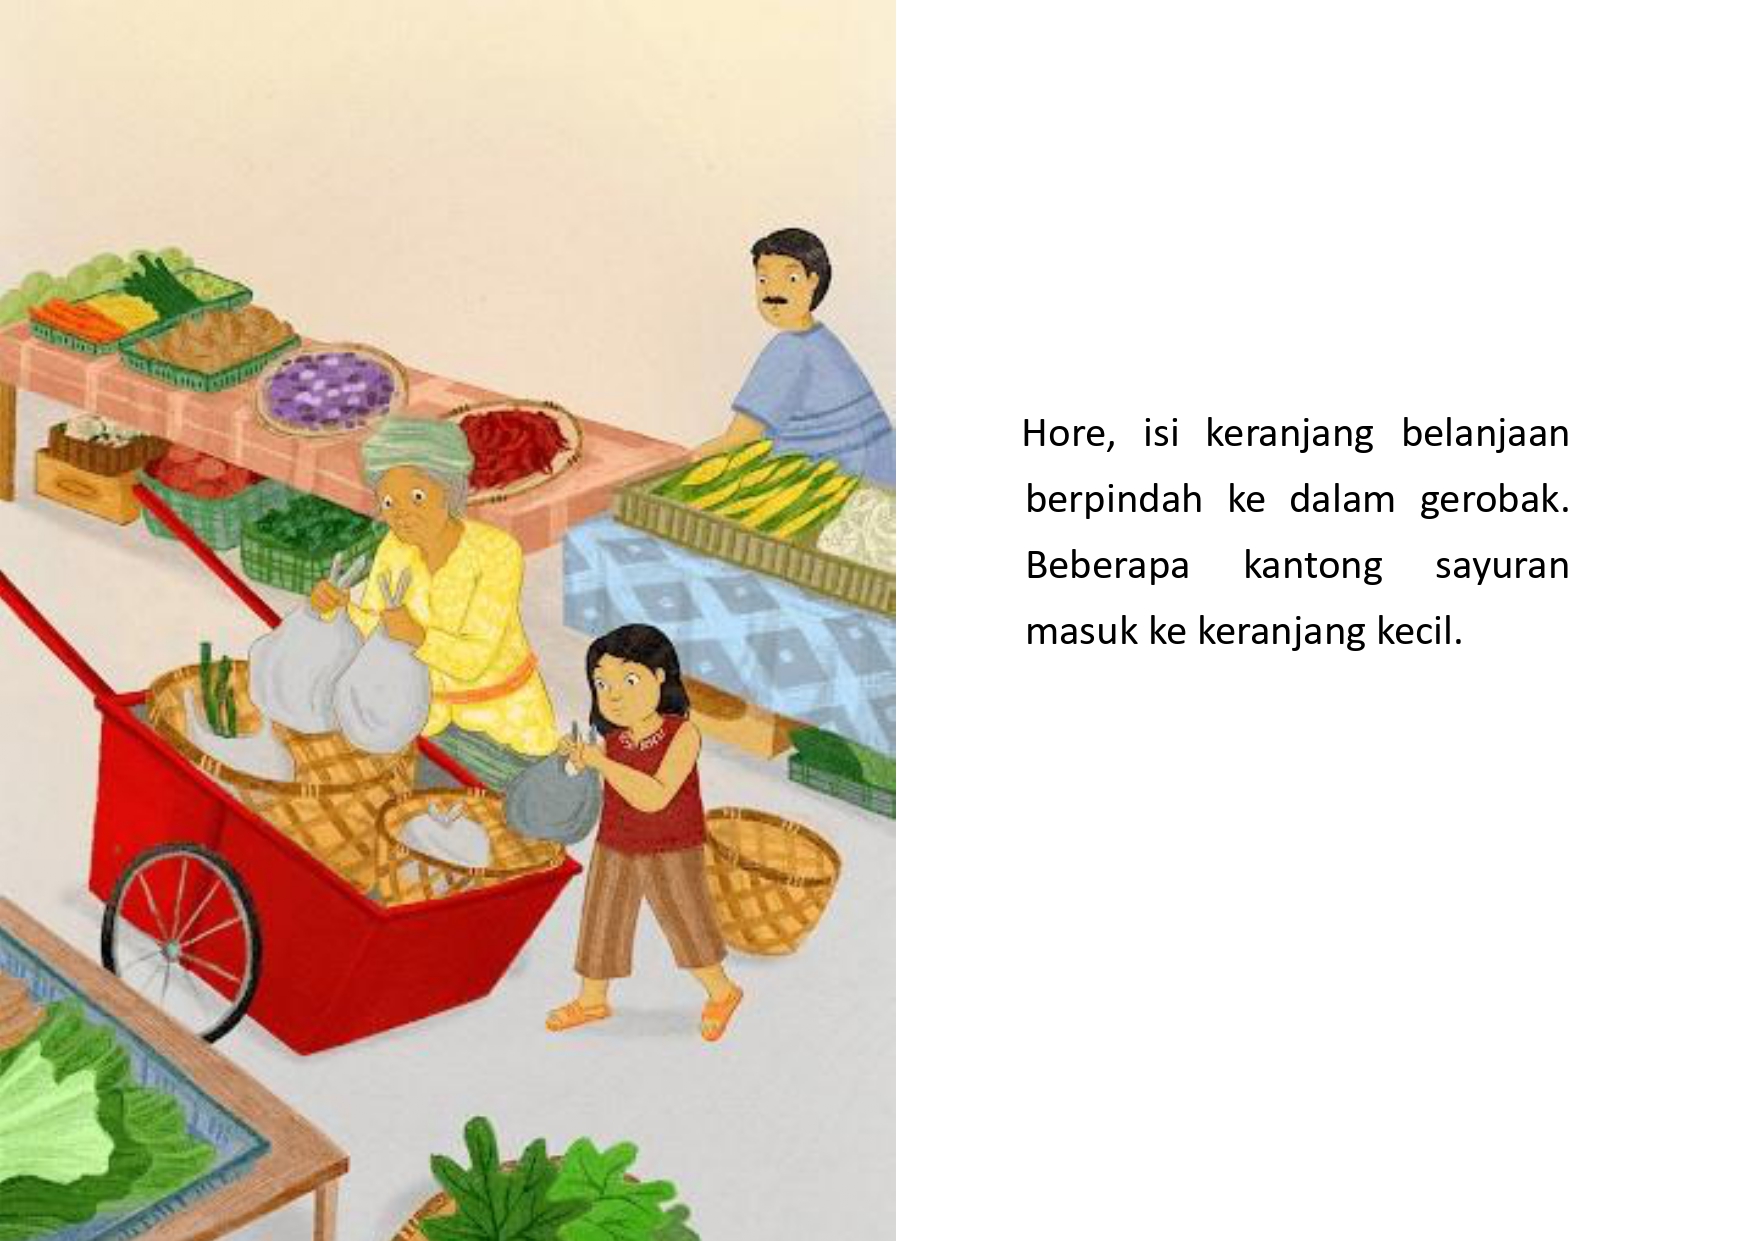 Hore, isi keranjang belanjaan
berpindah ke dalam gerobak.
Beberapa kantong sayuran
masuk ke keranjang kecil.